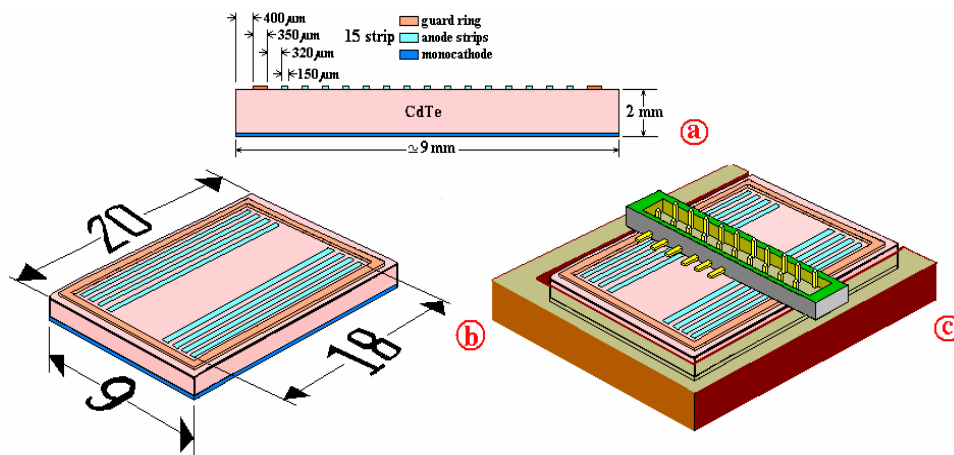 400 µm
350 µm
320 µm
150 µm
15 strip
guard ring
anode strips
monocathode
CdTe
2 mm
≃9 mm
a
20
18
9
b
c